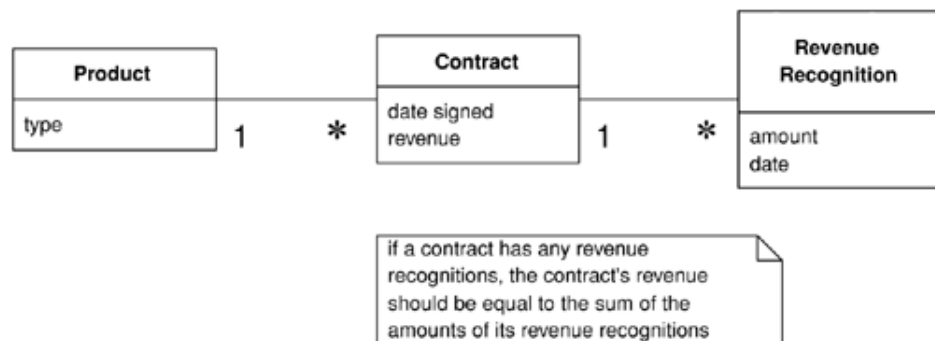 Product
type
1
*
Contract
date signed
revenue
1
*
Revenue
Recognition
amount
date
if a contract has any revenue
recognitions, the contract's revenue
should be equal to the sum of the
amounts of its revenue recognitions